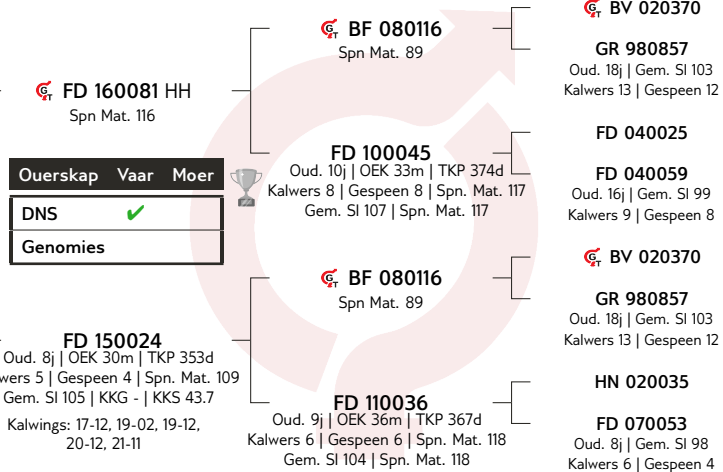 BV 020370
BF 080116
Spn Mat. 89
GR 980857
Oud. 18j | Gem. SI 103
Kalwers 13 | Gespeen 12
FD 160081 HH
Spn Mat. 116
FD 040025
FD 100045
Oud. 10j | OEK 33m | TKP 374d
Kalwers 8 | Gespeen 8 | Spn. Mat. 117
Gem. SI 107 | Spn. Mat. 117
FD 040059
Oud. 16j | Gem. SI 99
Kalwers 9 | Gespeen 8
Ouerskap Vaar Moer
DNS ✔
Genomies
BV 020370
BF 080116
Spn Mat. 89
GR 980857
Oud. 18j | Gem. SI 103
Kalwers 13 | Gespeen 12
FD 150024
Oud. 8j | OEK 30m | TKP 353d
wers 5 | Gespeen 4 | Spn. Mat. 109
Gem. SI 105 | KKG - | KKS 43.7
Kalwings: 17-12, 19-02, 19-12,
20-12, 21-11
HN 020035
FD 110036
Oud. 9j | OEK 36m | TKP 367d
Kalwers 6 | Gespeen 6 | Spn. Mat. 118
Gem. SI 104 | Spn. Mat. 118
FD 070053
Oud. 8j | Gem. SI 98
Kalwers 6 | Gespeen 4